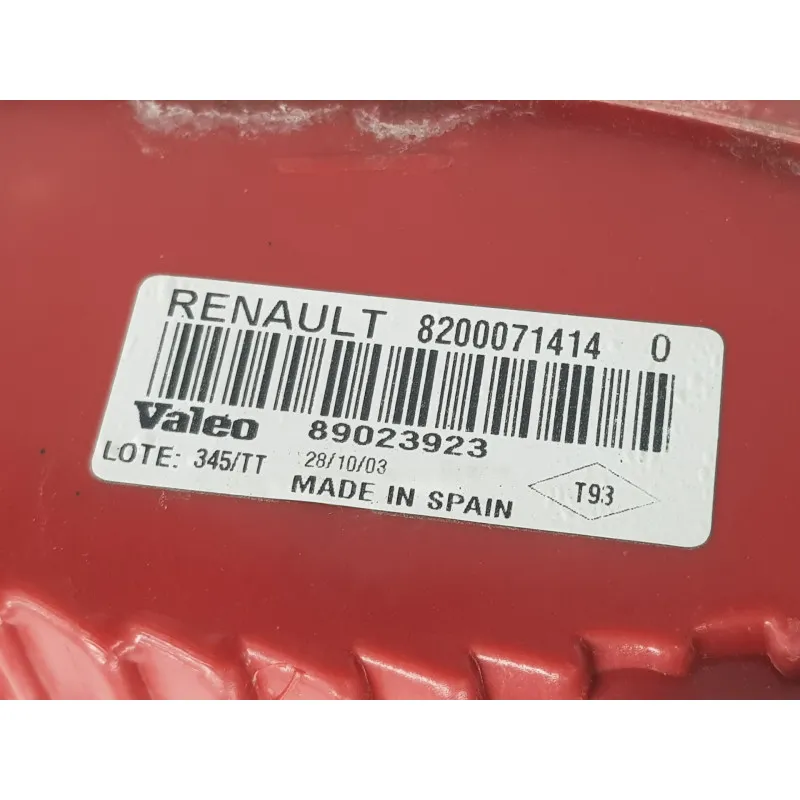 RENAULT 8200071414 0
Valeo 89023923
LOTE: 345/TT 28/10/03
MADE IN SPAIN T93